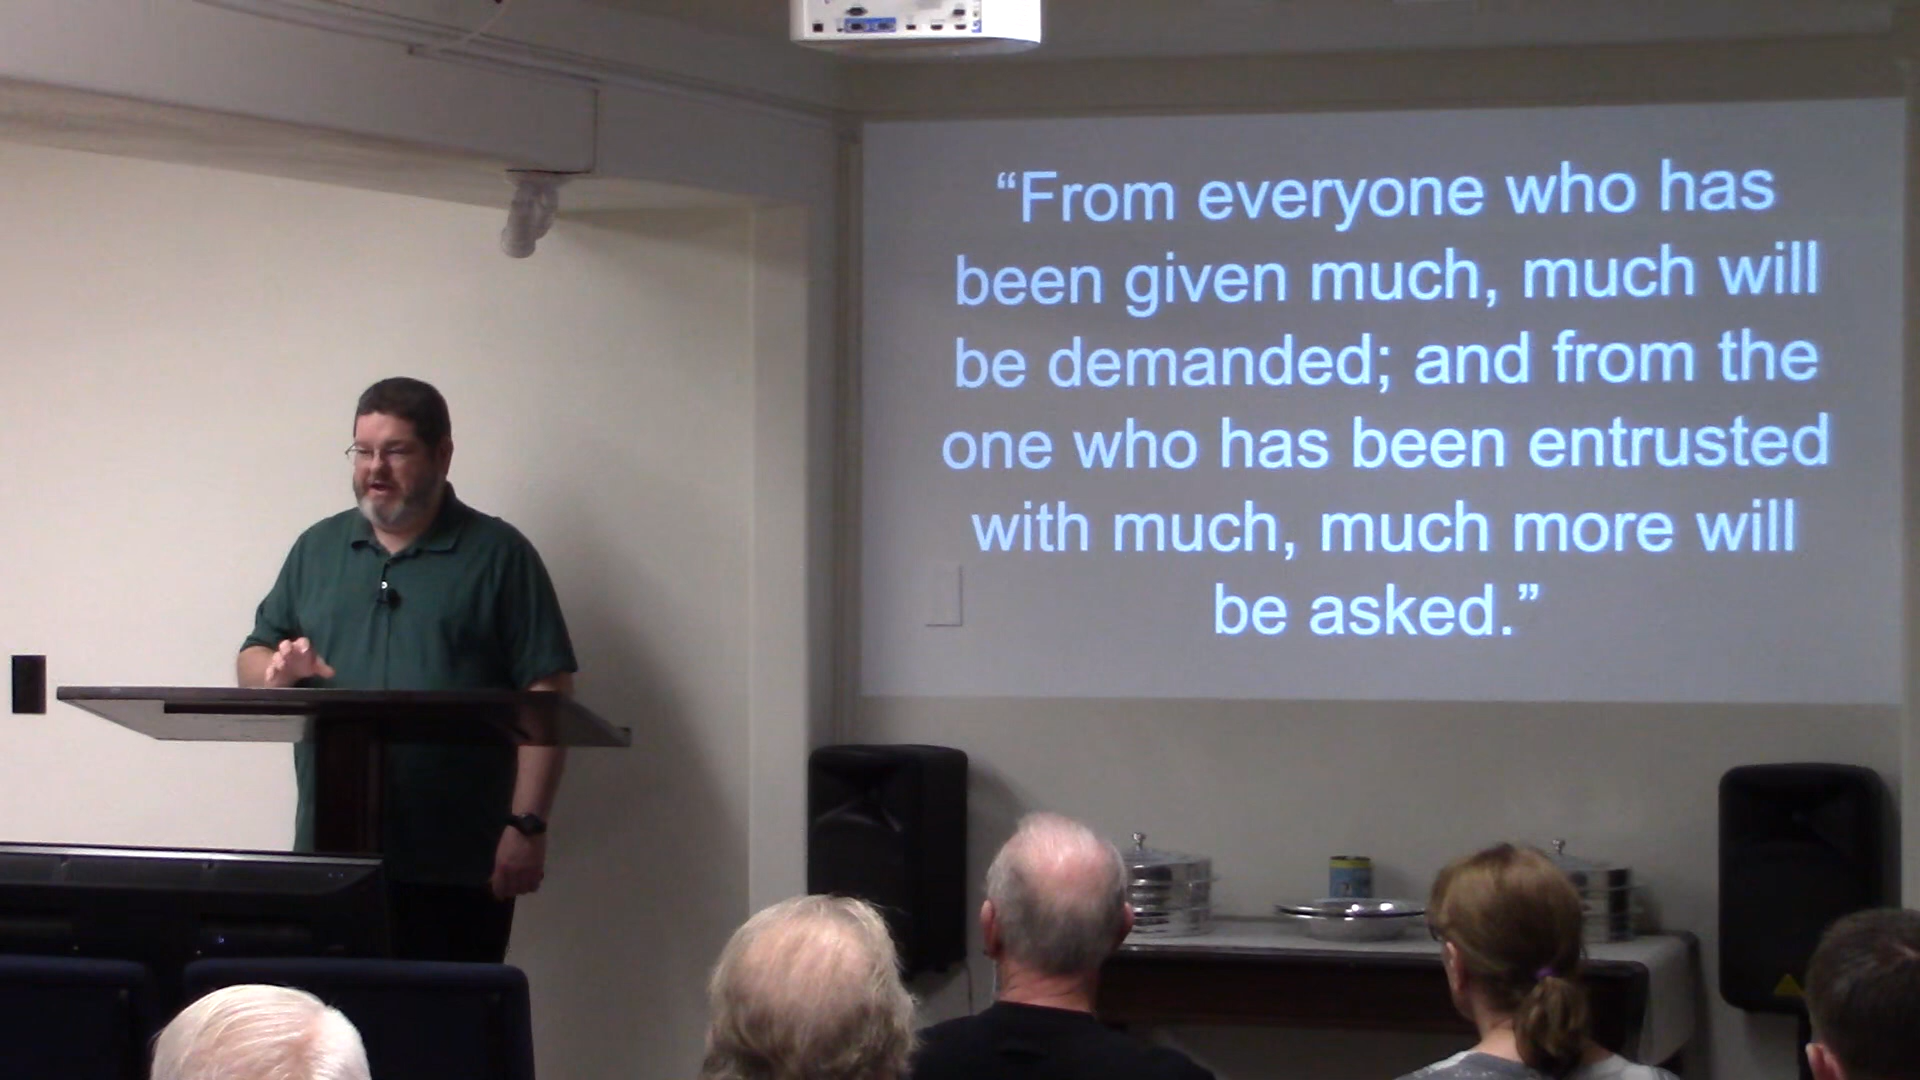 “From everyone who has
been given much, much will
be demanded; and from the
one who has been entrusted
with much, much more will
be asked.”